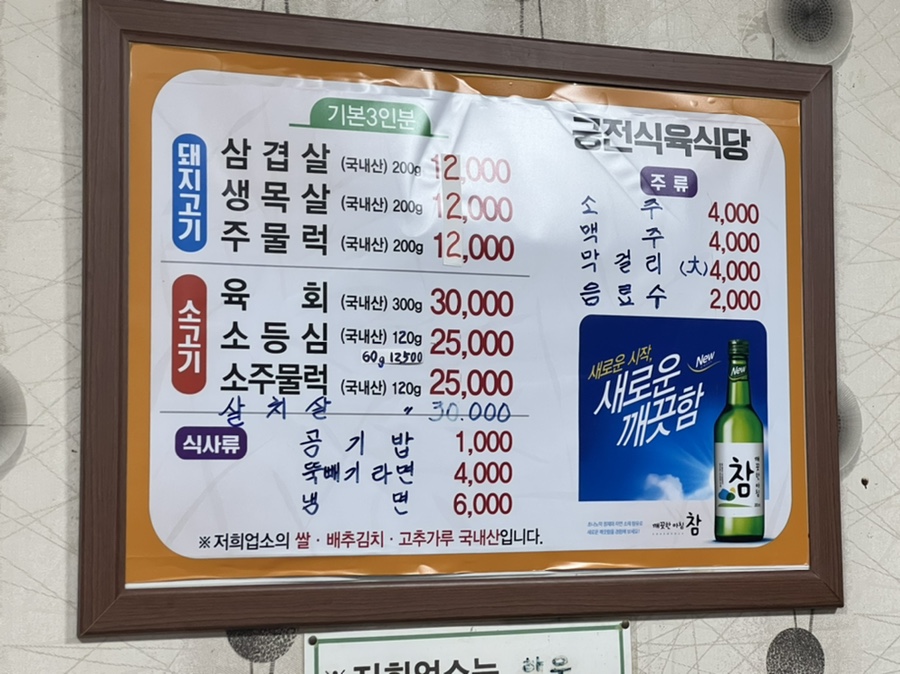 기본3인분
돼지고기
삼겹살 (국내산) 200g 12,000
생목살 (국내산) 200g 12,000
주물럭 (국내산) 200g 12,000
소고기
육회 (국내산) 300g 30,000
소등심 (국내산) 120g 25,000
60g 12500
소주물럭 (국내산) 120g 25,000
살치살 〃 30.000
식사류
공기밥 1,000
뚝빼기라면 4,000
냉면 6,000
※저희업소의 쌀·배추김치·고추가루 국내산입니다.
궁전식육식당
주류
소주 4,000
맥주 4,000
막걸리 (大) 4,000
음료수 2,000
새로운 시작,
새로운
깨끗함
New
New
참
깨끗한 아침 참
※저희업소는